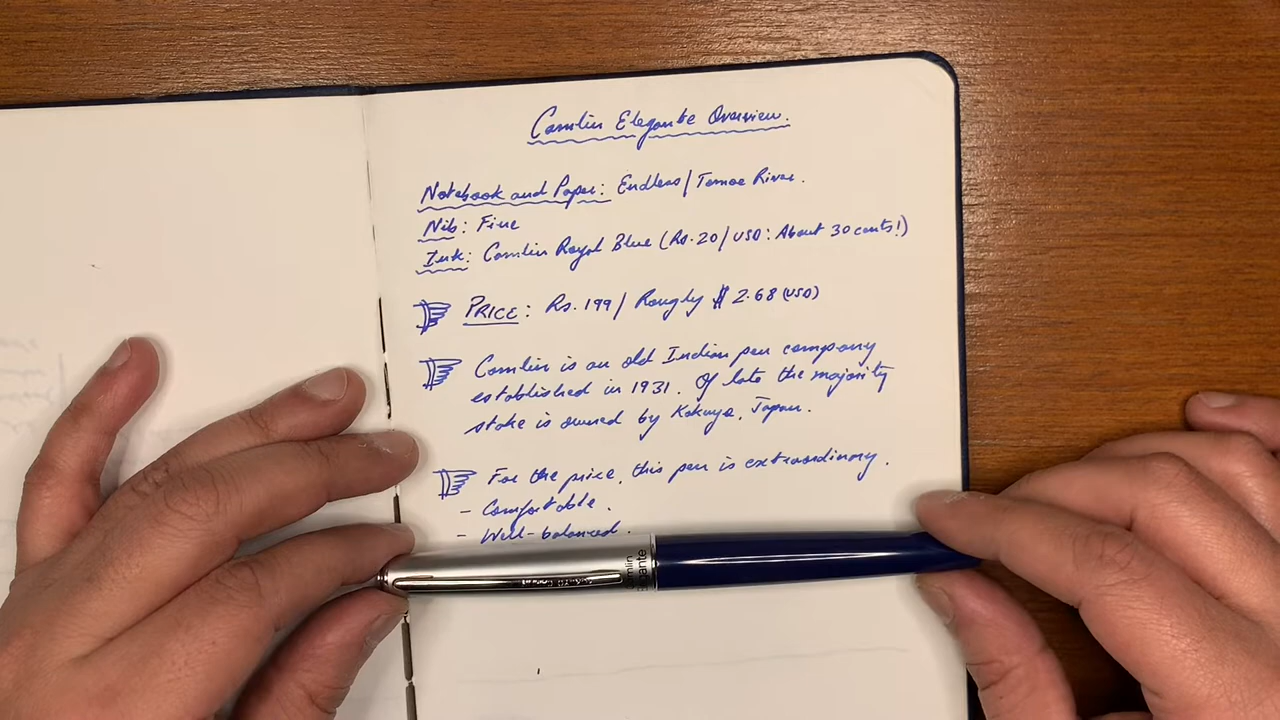 Camlin Elegante Overview.
Notebook and Paper: Endless / Tomoe River.
Nib: Fine
Ink: Camlin Royal Blue (Rs. 20 / USD: About 30 cents!)
PRICE: Rs. 199 / Roughly $ 2.68 (USD)
Camlin is an old Indian pen company
established in 1931. Of late the majority
stake is owned by Kokuyo, Japan.
For the price, this pen is extraordinary.
- Comfortable.
- Well-balanced.
Camlin
elegante